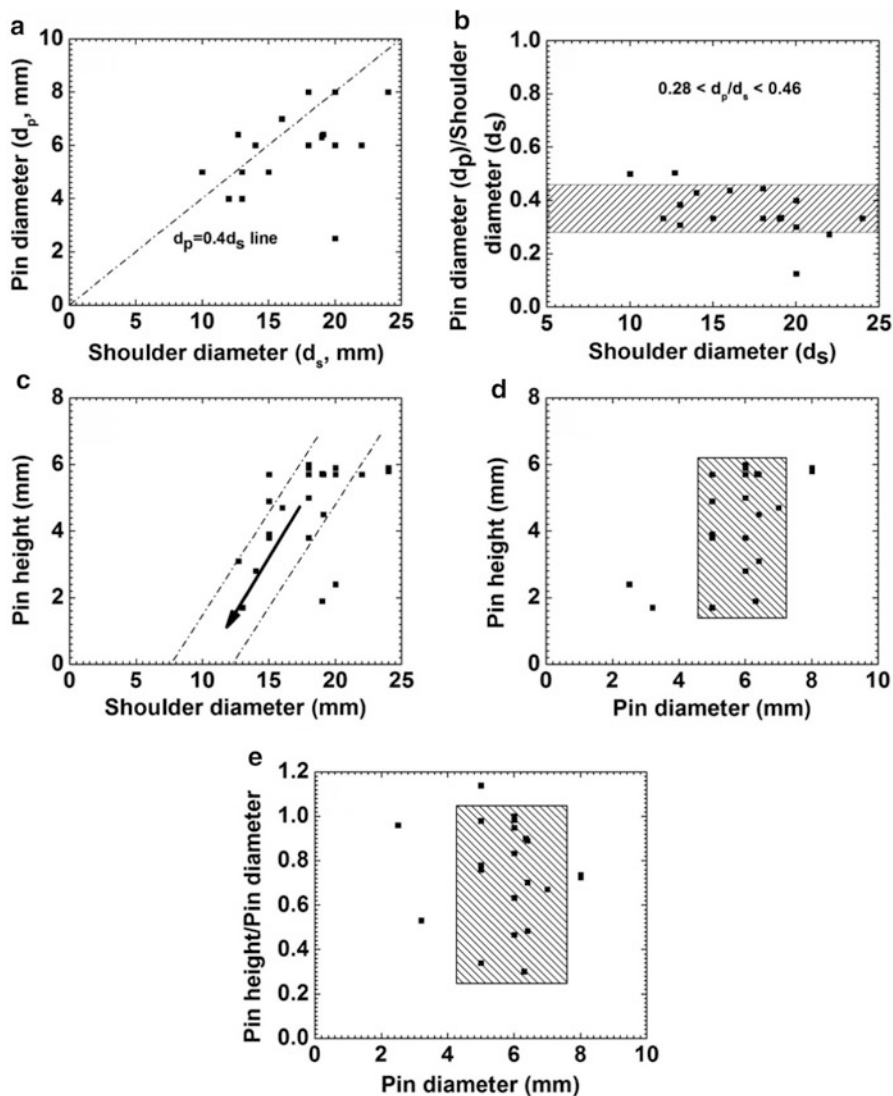 a
Pin diameter (dp, mm)
10
8
6
4
2
0
dp=0.4ds line
0 5 10 15 20 25
Shoulder diameter (ds, mm)
b
Pin diameter (dp)/Shoulder
diameter (ds)
1.0
0.8
0.6
0.4
0.2
0.0
0.28 < dp/ds < 0.46
5 10 15 20 25
Shoulder diameter (ds)
c
Pin height (mm)
8
6
4
2
0
0 5 10 15 20 25
Shoulder diameter (mm)
d
Pin height (mm)
8
6
4
2
0
0 2 4 6 8 10
Pin diameter (mm)
e
Pin height/Pin diameter
1.2
1.0
0.8
0.6
0.4
0.2
0.0
0 2 4 6 8 10
Pin diameter (mm)